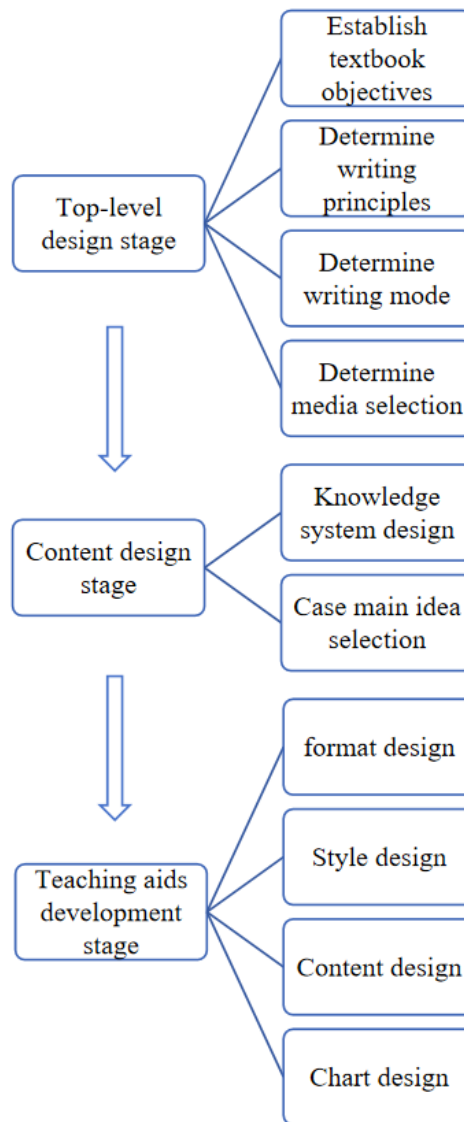 Establish
textbook
objectives
Determine
writing
principles
Top-level
design stage
Determine
writing mode
Determine
media selection
Knowledge
system design
Content design
stage
Case main idea
selection
format design
Style design
Teaching aids
development
stage
Content design
Chart design